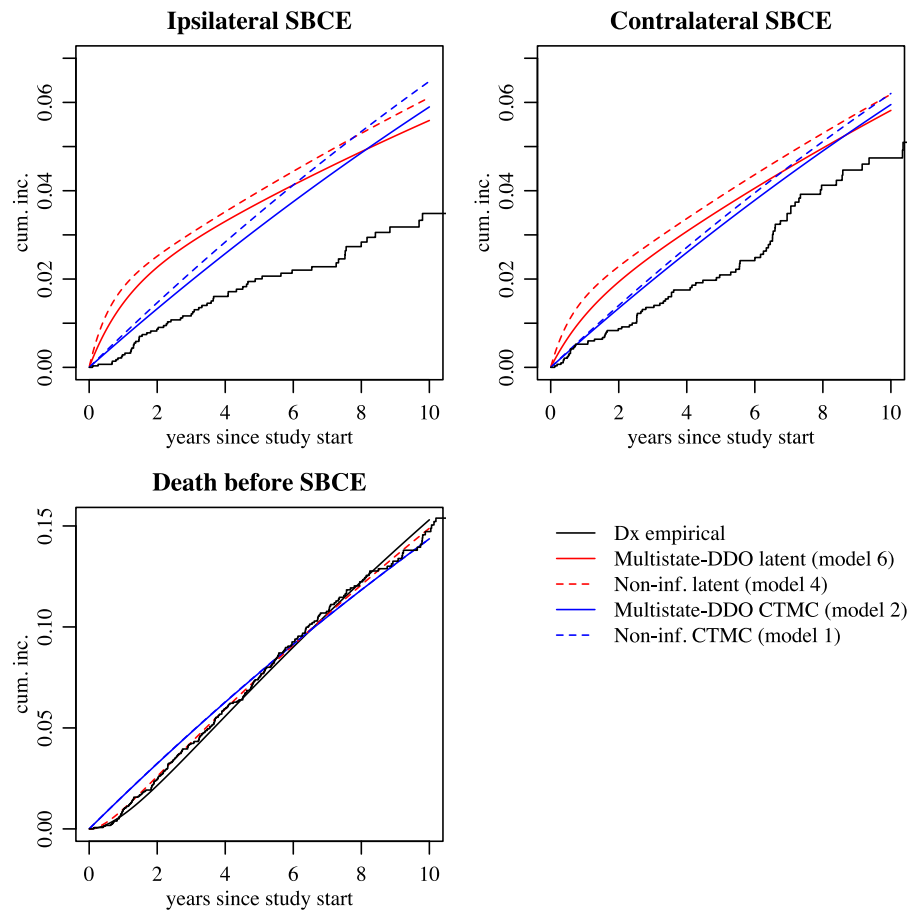 Ipsilateral SBCE
cum. inc.
0.00 0.02 0.04 0.06
0 2 4 6 8 10
years since study start
Contralateral SBCE
cum. inc.
0.00 0.02 0.04 0.06
0 2 4 6 8 10
years since study start
Death before SBCE
cum. inc.
0.00 0.05 0.10 0.15
0 2 4 6 8 10
years since study start
Dx empirical
Multistate-DDO latent (model 6)
Non-inf. latent (model 4)
Multistate-DDO CTMC (model 2)
Non-inf. CTMC (model 1)